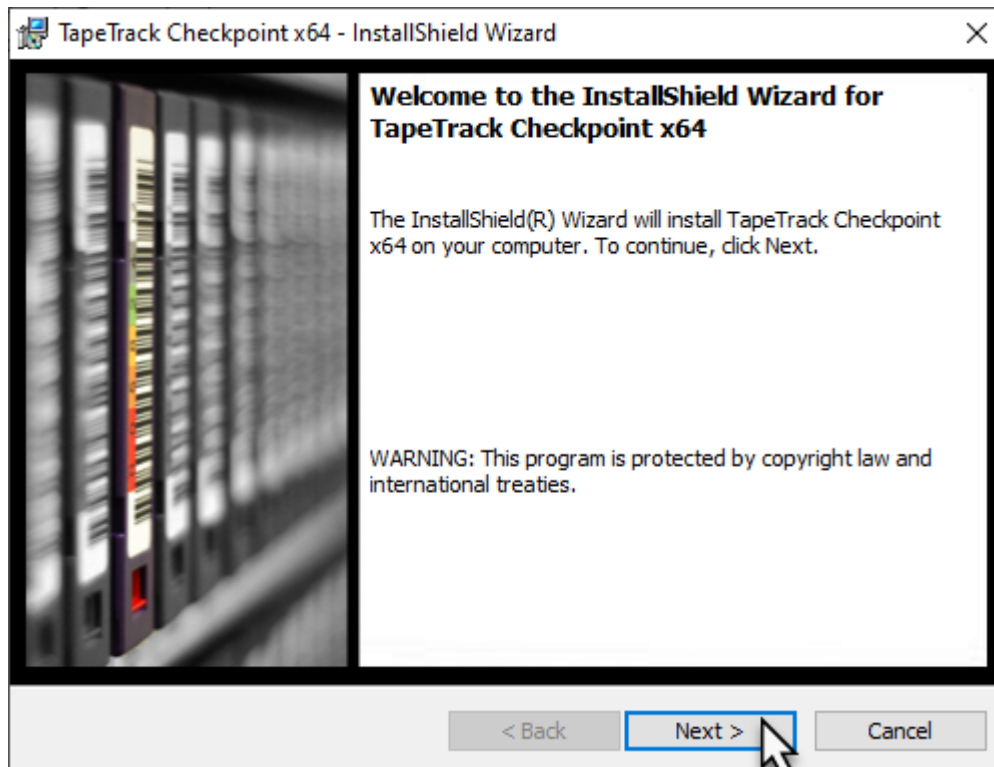 TapeTrack Checkpoint x64 - InstallShield Wizard
Welcome to the InstallShield Wizard for
TapeTrack Checkpoint x64
The InstallShield(R) Wizard will install TapeTrack Checkpoint
x64 on your computer. To continue, click Next.
WARNING: This program is protected by copyright law and
international treaties.
< Back
Next >
Cancel